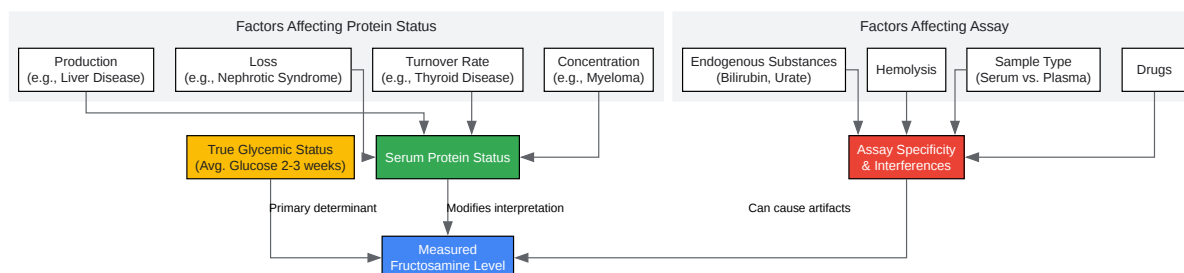 Factors Affecting Protein Status
Factors Affecting Assay
Production
(e.g., Liver Disease)
Loss
(e.g., Nephrotic Syndrome)
Turnover Rate
(e.g., Thyroid Disease)
Concentration
(e.g., Myeloma)
Endogenous Substances
(Bilirubin, Urate)
Hemolysis
Sample Type
(Serum vs. Plasma)
Drugs
True Glycemic Status
(Avg. Glucose 2-3 weeks)
Serum Protein Status
Assay Specificity
& Interferences
Primary determinant
Modifies interpretation
Can cause artifacts
Measured
Fructosamine Level